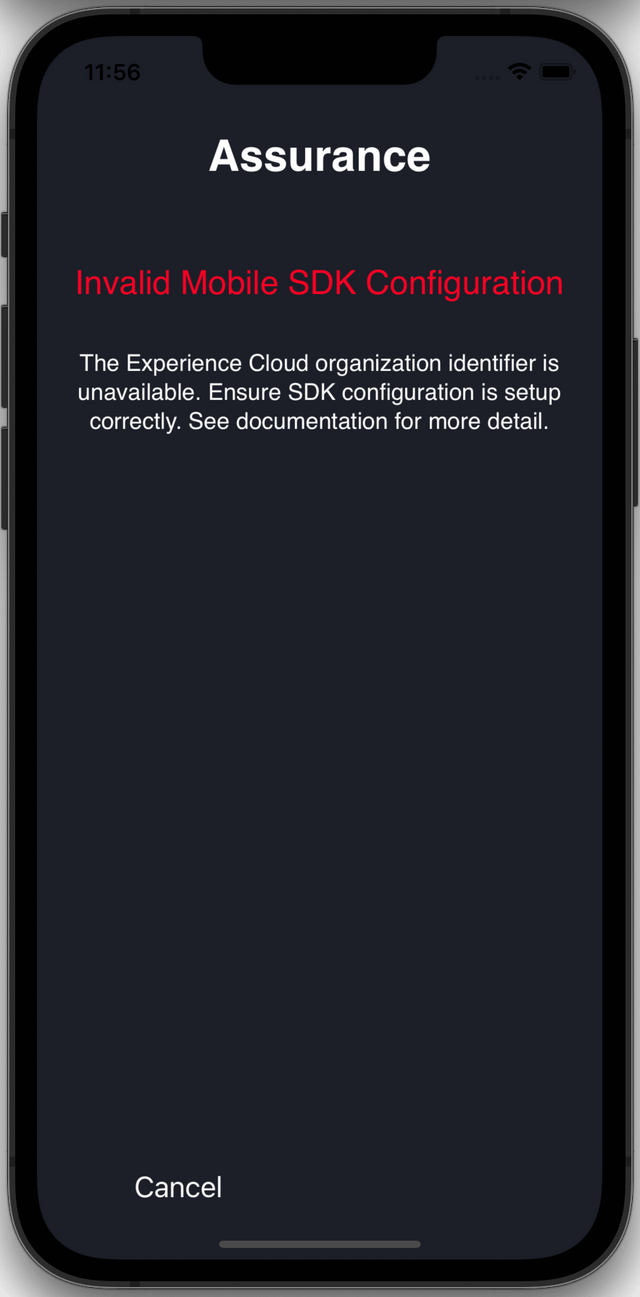 11:56
Assurance
Invalid Mobile SDK Configuration
The Experience Cloud organization identifier is
unavailable. Ensure SDK configuration is setup
correctly. See documentation for more detail.
Cancel